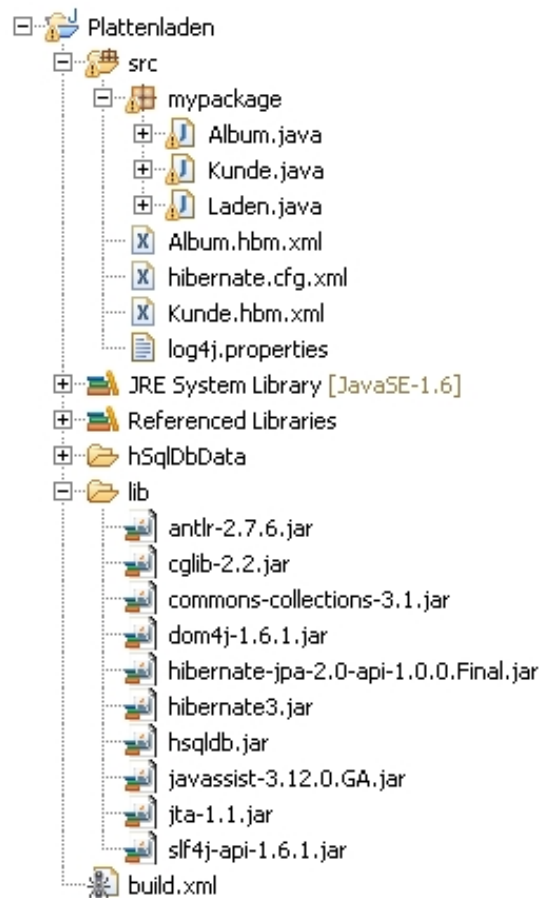 Plattenladen
src
mypackage
Album.java
Kunde.java
Laden.java
Album.hbm.xml
hibernate.cfg.xml
Kunde.hbm.xml
log4j.properties
JRE System Library [JavaSE-1.6]
Referenced Libraries
hSqlDbData
lib
antlr-2.7.6.jar
cglib-2.2.jar
commons-collections-3.1.jar
dom4j-1.6.1.jar
hibernate-jpa-2.0-api-1.0.0.Final.jar
hibernate3.jar
hsqldb.jar
javassist-3.12.0.GA.jar
jta-1.1.jar
slf4j-api-1.6.1.jar
build.xml